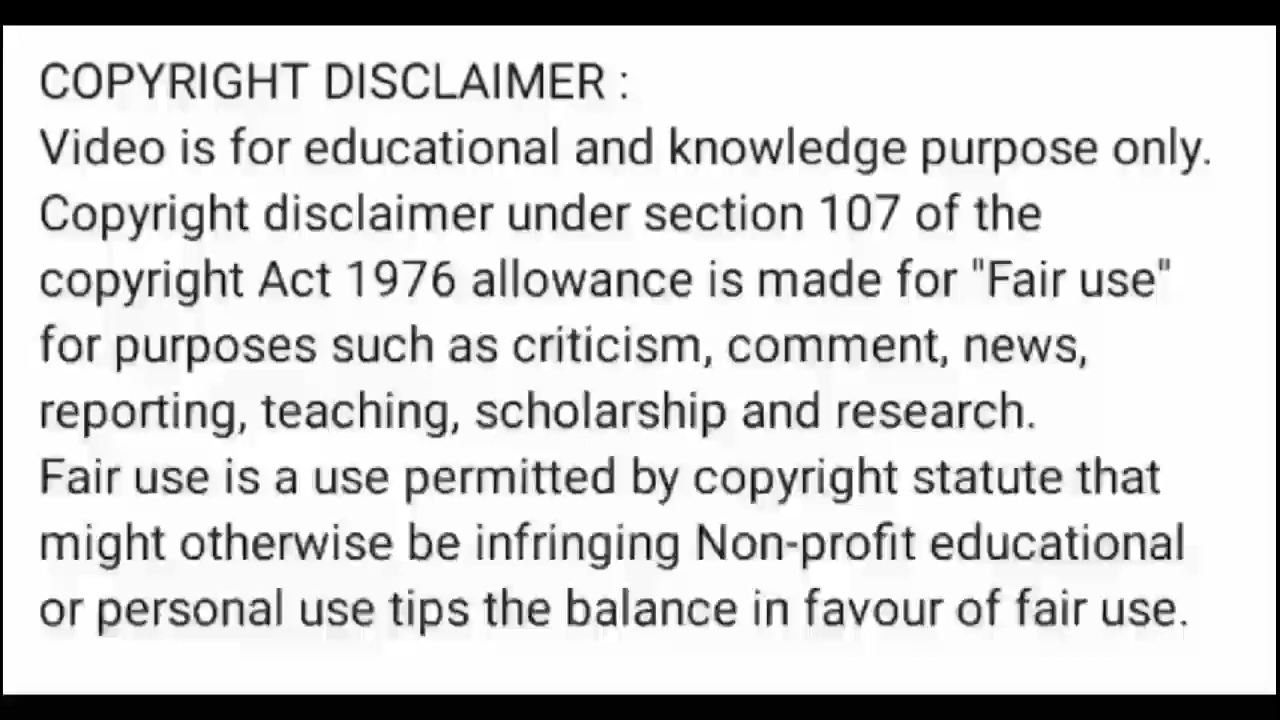 COPYRIGHT DISCLAIMER :
Video is for educational and knowledge purpose only.
Copyright disclaimer under section 107 of the
copyright Act 1976 allowance is made for "Fair use"
for purposes such as criticism, comment, news,
reporting, teaching, scholarship and research.
Fair use is a use permitted by copyright statute that
might otherwise be infringing Non-profit educational
or personal use tips the balance in favour of fair use.